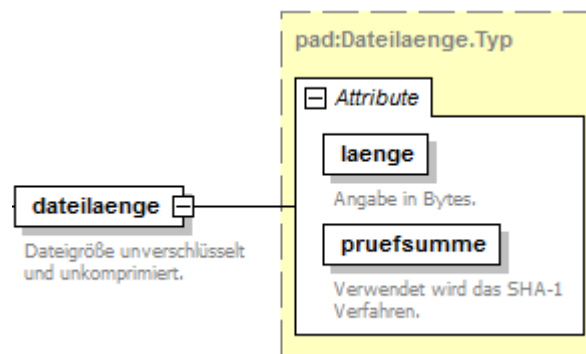 pad:Dateilaenge.Typ
Attribute
laenge
Angabe in Bytes.
dateilaenge
Dateigröße unverschlüsselt
und unkomprimiert.
pruefsumme
Verwendet wird das SHA-1
Verfahren.